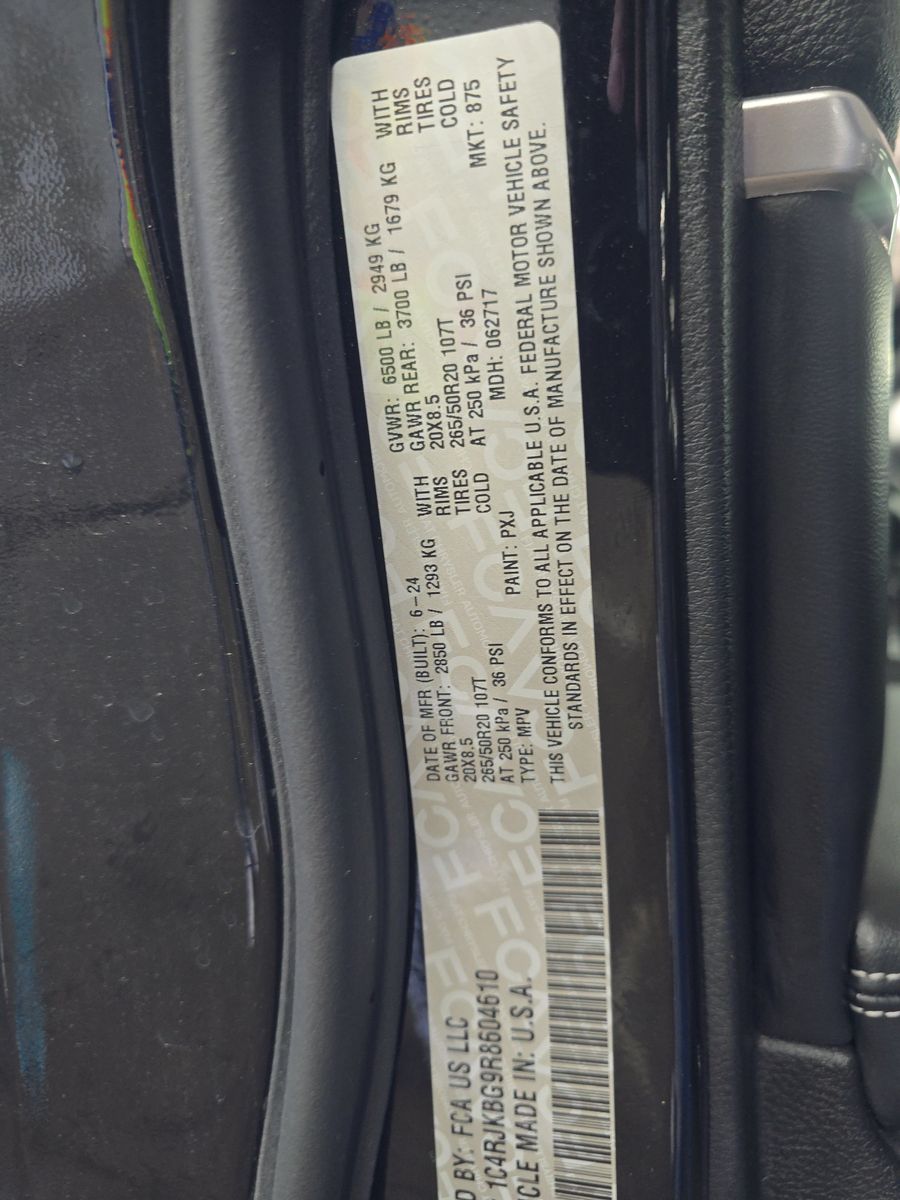 D BY: FCA US LLC
1C4RJKBG9R8604610
CLE MADE IN: U.S.A.
DATE OF MFR (BUILT): 6-24 GVWR: 6500 LB / 2949 KG
GAWR FRONT: 2850 LB / 1293 KG WITH GAWR REAR: 3700 LB / 1679 KG WITH
20X8.5 RIMS 20X8.5 RIMS
265/50R20 107T TIRES 265/50R20 107T TIRES
AT 250 kPa / 36 PSI COLD AT 250 kPa / 36 PSI COLD
TYPE: MPV PAINT: PXJ MDH: 062717 MKT: 875
THIS VEHICLE CONFORMS TO ALL APPLICABLE U.S.A. FEDERAL MOTOR VEHICLE SAFETY
STANDARDS IN EFFECT ON THE DATE OF MANUFACTURE SHOWN ABOVE.